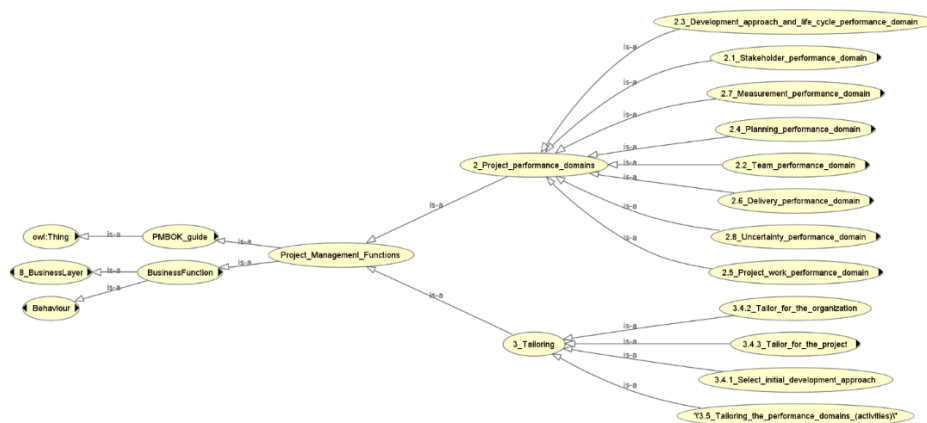 2.3_Development_approach_and_life_cycle_performance_domain
is-a
2.1_Stakeholder_performance_domain
is-a
2.7_Measurement_performance_domain
is-a
2.4_Planning_performance_domain
is-a
2_Project_performance_domains
is-a
2.2_Team_performance_domain
is-a
2.6_Delivery_performance_domain
is-a
2.8_Uncertainty_performance_domain
is-a
2.5_Project_work_performance_domain
is-a
owl:Thing
is-a
PMBOK_guide
is-a
Project_Management_Functions
8_BusinessLayer
is-a
BusinessFunction
is-a
Behaviour
is-a
is-a
3.4.2_Tailor_for_the_organization
is-a
3_Tailoring
is-a
3.4.3_Tailor_for_the_project
is-a
3.4.1_Select_initial_development_approach
is-a
3.5_Tailoring_the_performance_domains_(activities)